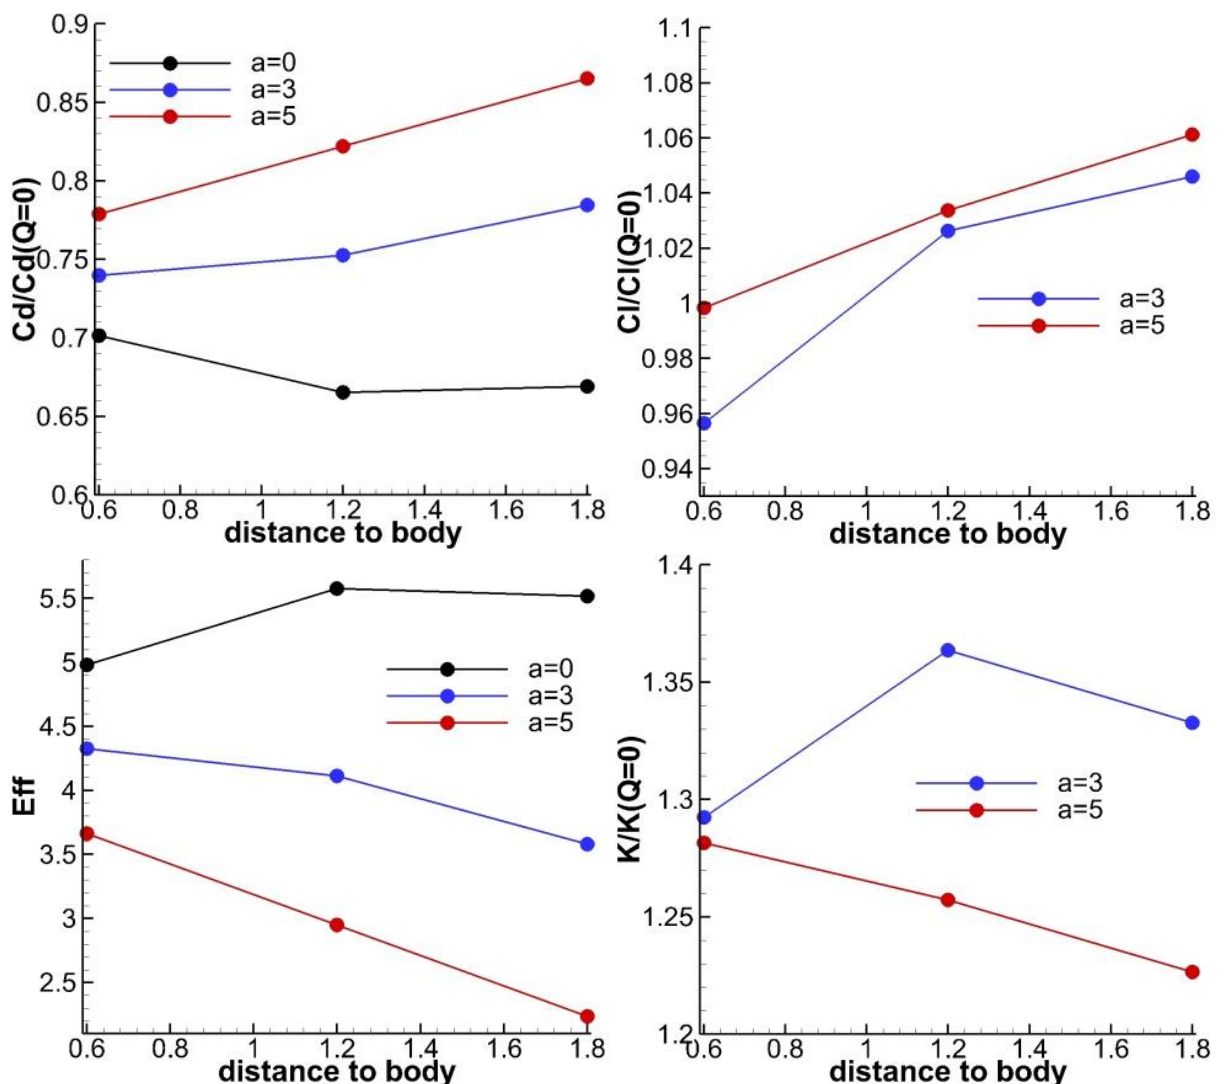 0.9
0.85
0.8
0.75
0.7
0.65
0.6
Cd/Cd(Q=0)
a=0
a=3
a=5
0.6 0.8 1 1.2 1.4 1.6 1.8
distance to body
1.1
1.08
1.06
1.04
1.02
1
0.98
0.96
0.94
Cl/Cl(Q=0)
a=3
a=5
0.6 0.8 1 1.2 1.4 1.6 1.8
distance to body
5.5
5
4.5
4
3.5
3
2.5
Eff
a=0
a=3
a=5
0.6 0.8 1 1.2 1.4 1.6 1.8
distance to body
1.4
1.35
1.3
1.25
1.2
K/K(Q=0)
a=3
a=5
0.6 0.8 1 1.2 1.4 1.6 1.8
distance to body